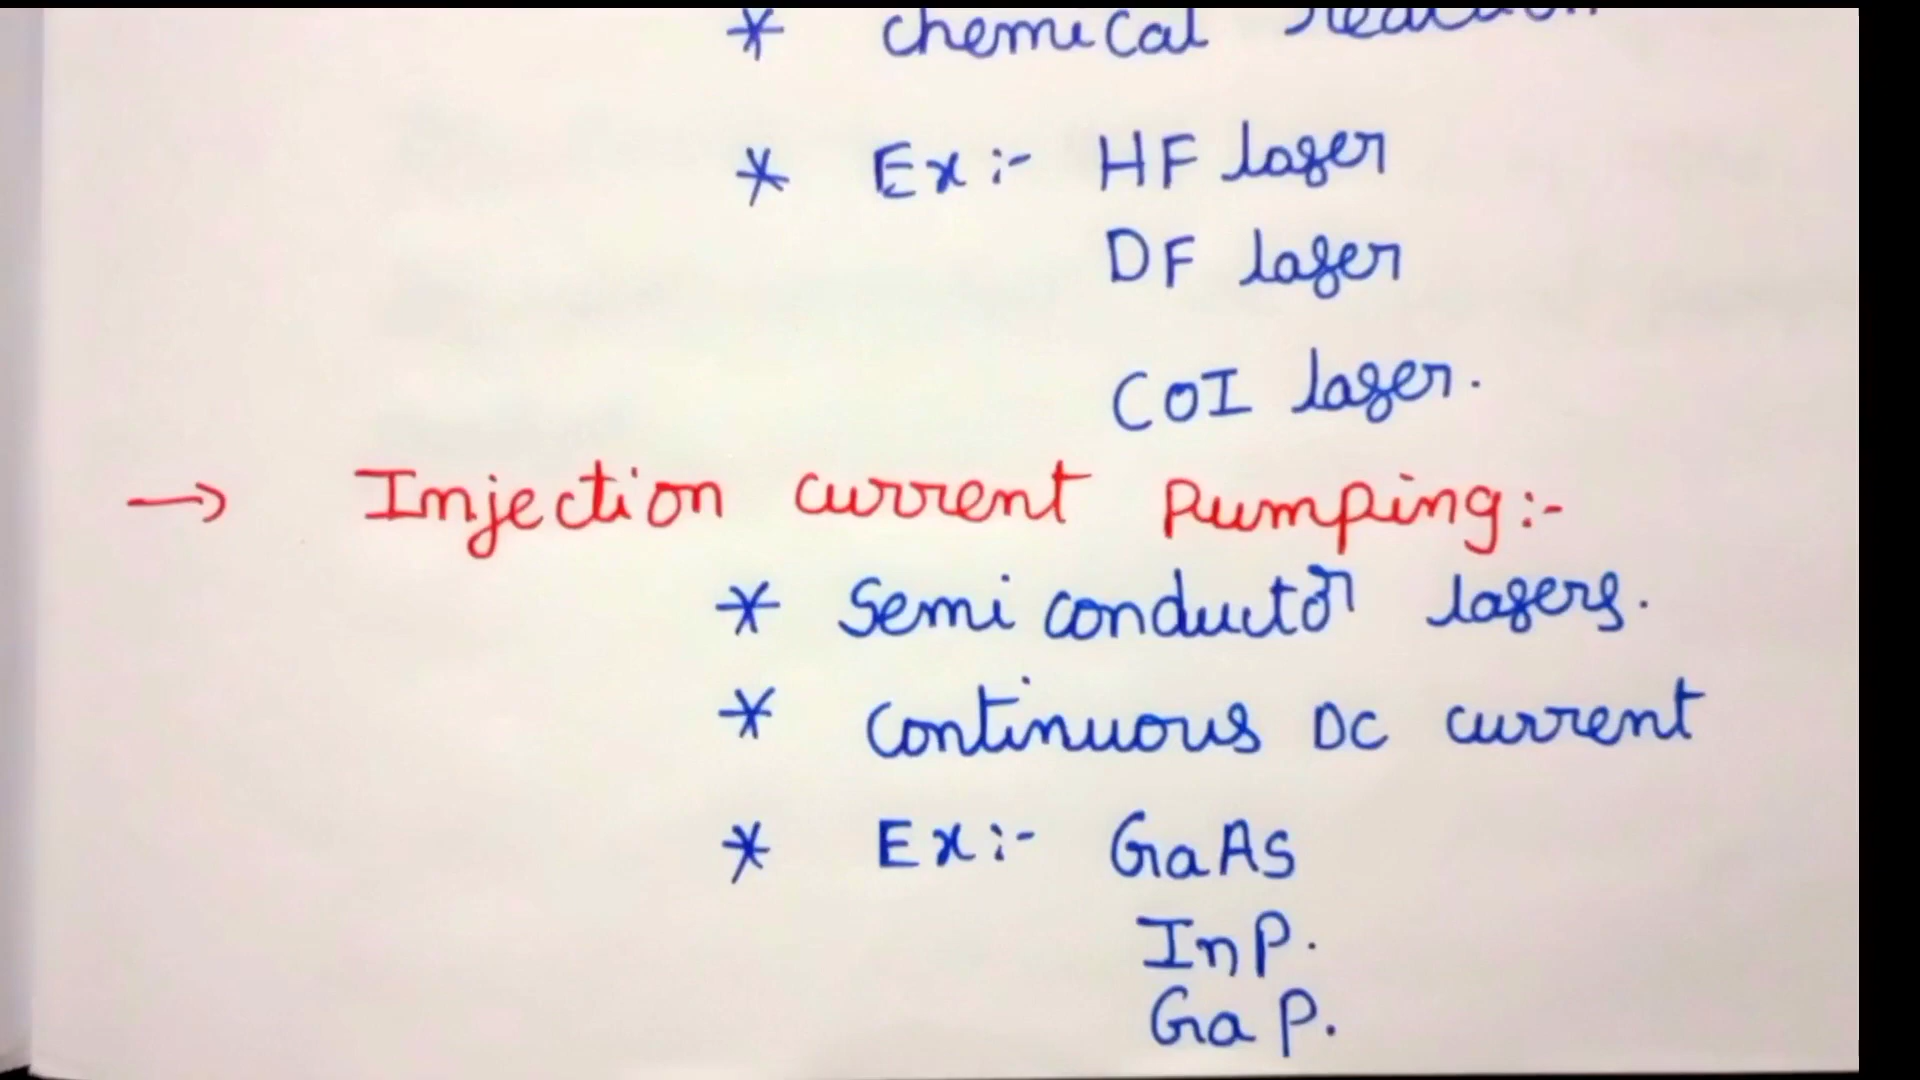 * chemical reaction
* Ex:- HF laser
DF laser
COI laser.
→ Injection current Pumping:-
* Semi conductor lasers.
* Continuous DC current
* Ex:- GaAs
InP.
GaP.